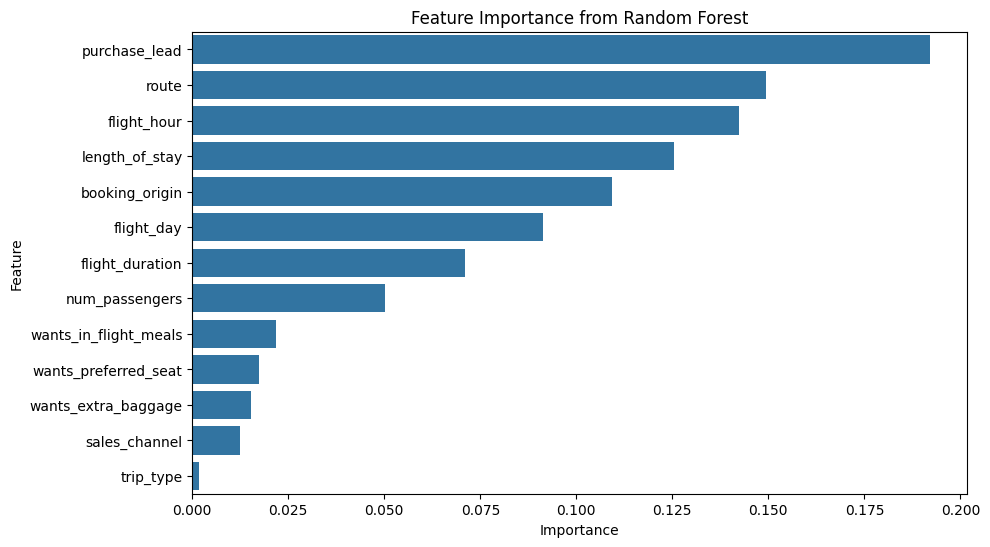 Feature Importance from Random Forest
purchase_lead
route
flight_hour
length_of_stay
booking_origin
flight_day
flight_duration
num_passengers
wants_in_flight_meals
wants_preferred_seat
wants_extra_baggage
sales_channel
trip_type
Feature
0.000 0.025 0.050 0.075 0.100 0.125 0.150 0.175 0.200
Importance